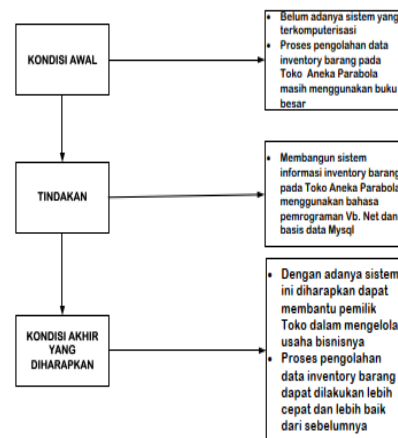 KONDISI AWAL
• Belum adanya sistem yang
terkomputerisasi
• Proses pengolahan data
inventory barang pada
Toko Aneka Parabola
masih menggunakan buku
besar
TINDAKAN
• Membangun sistem
informasi inventory barang
pada Toko Aneka Parabola
menggunakan bahasa
pemrograman Vb. Net dan
basis data Mysql
KONDISI AKHIR
YANG
DIHARAPKAN
• Dengan adanya sistem
ini diharapkan dapat
membantu pemilik
Toko dalam mengelola
usaha bisnisnya
• Proses pengolahan
data inventory barang
dapat dilakukan lebih
cepat dan lebih baik
dari sebelumnya